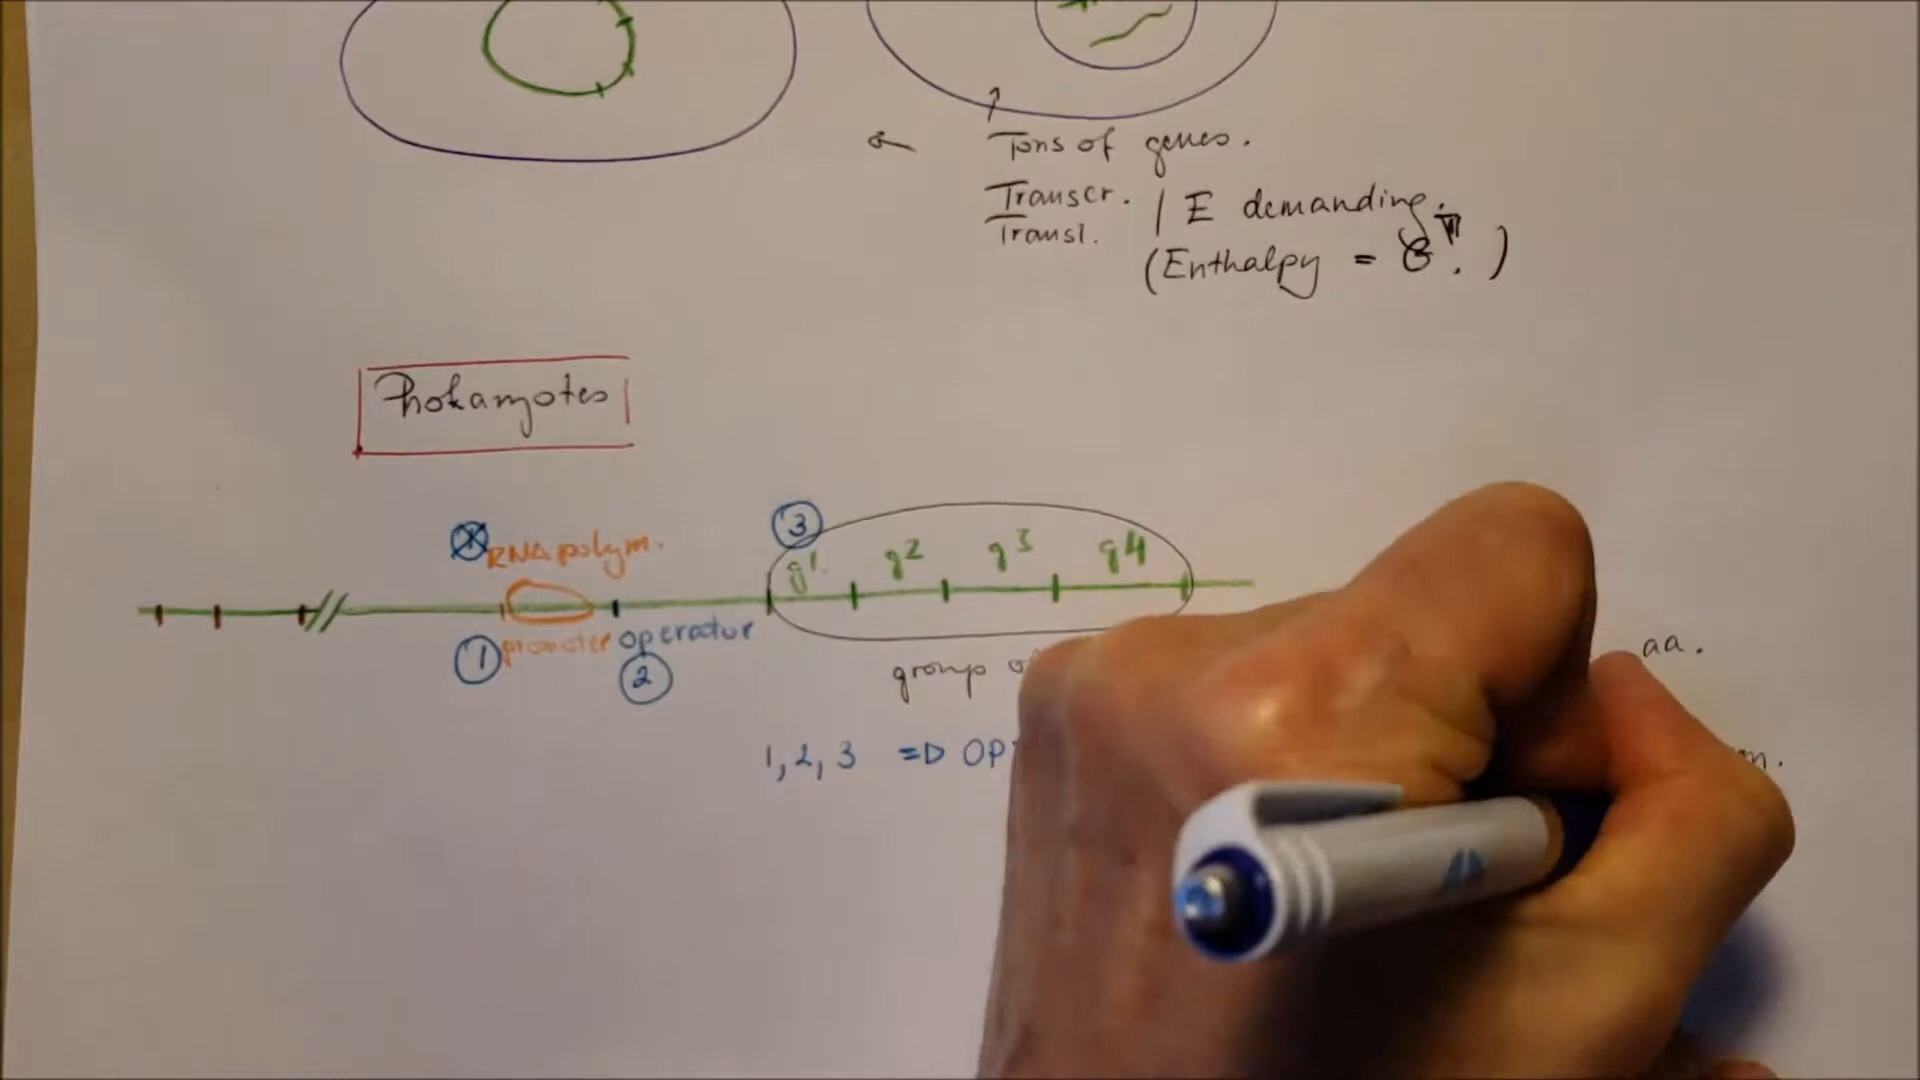 Tons of genes.
Transcr. | E demanding.
Transl.
(Enthalpy =
Prokaryotes
3
RNA polym.
g1. g2 g3 g4
1 promoter operator
2
group
aa.
1, 2, 3 => OP